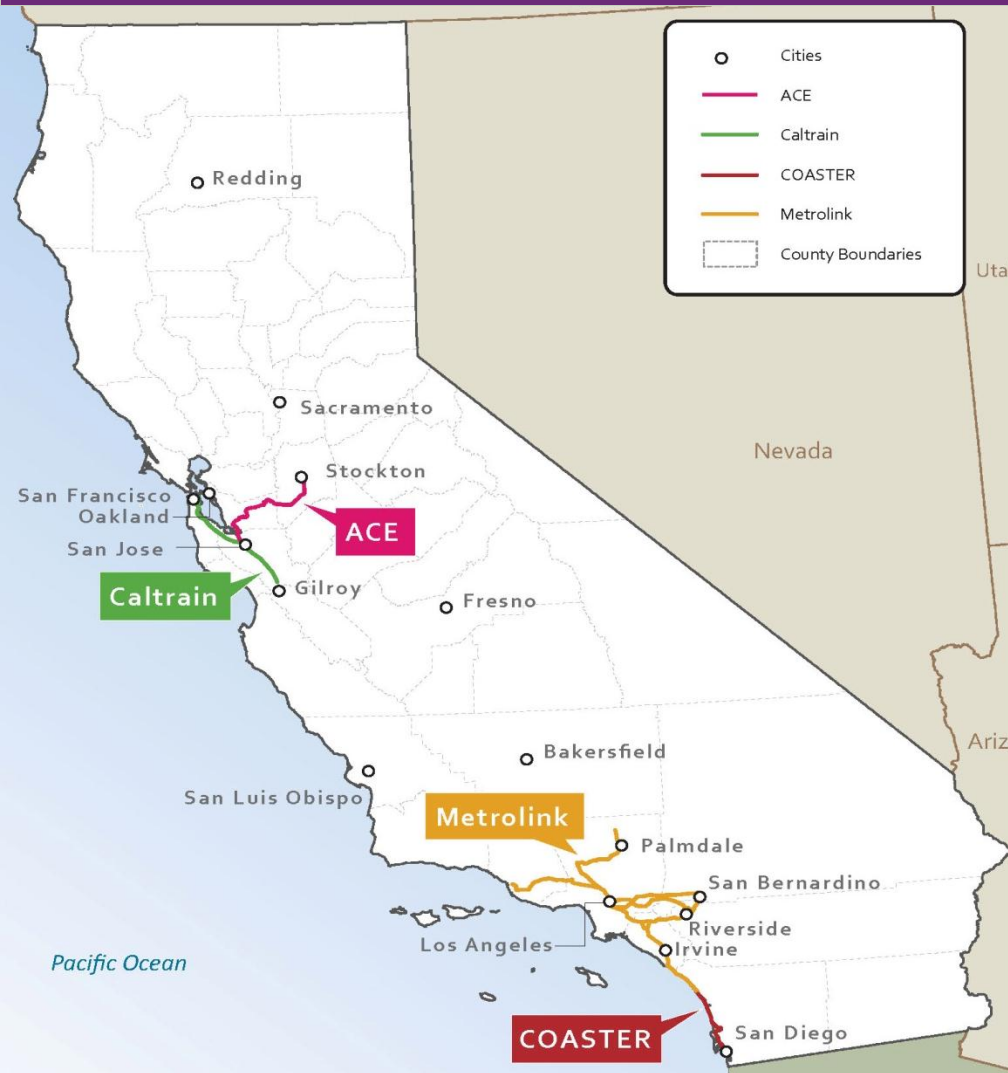 Cities
ACE
Caltrain
COASTER
Metrolink
County Boundaries
Redding
Uta
Sacramento
Nevada
Stockton
San Francisco
Oakland
ACE
San Jose
Caltrain
Gilroy
Fresno
Ariz
Bakersfield
San Luis Obispo
Metrolink
Palmdale
San Bernardino
Riverside
Los Angeles
Irvine
Pacific Ocean
COASTER
San Diego